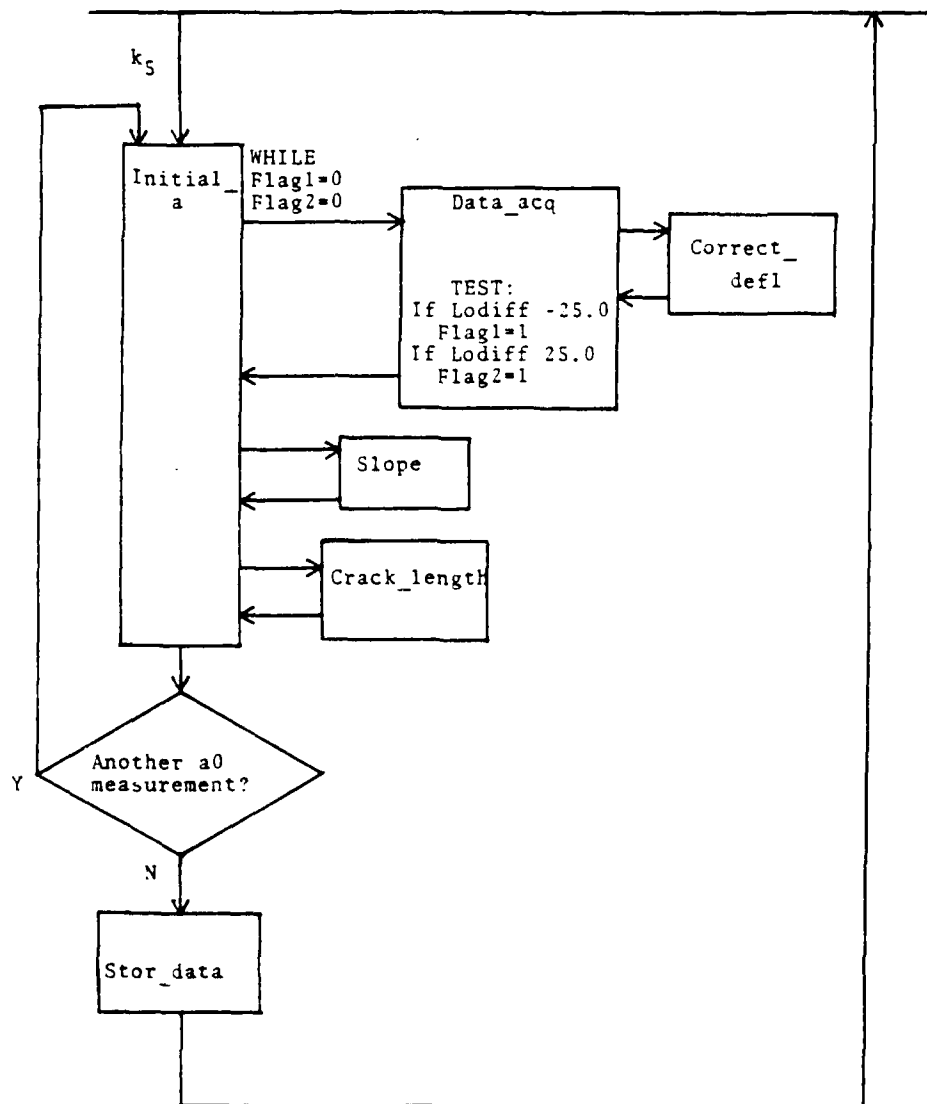 k5
Initial_
a
WHILE
Flag1=0
Flag2=0
Data_acq
TEST:
If Lodiff -25.0
Flag1=1
If Lodiff 25.0
Flag2=1
Correct_
defl
Slope
Crack_length
Another a0
measurement?
Y
N
Stor_data